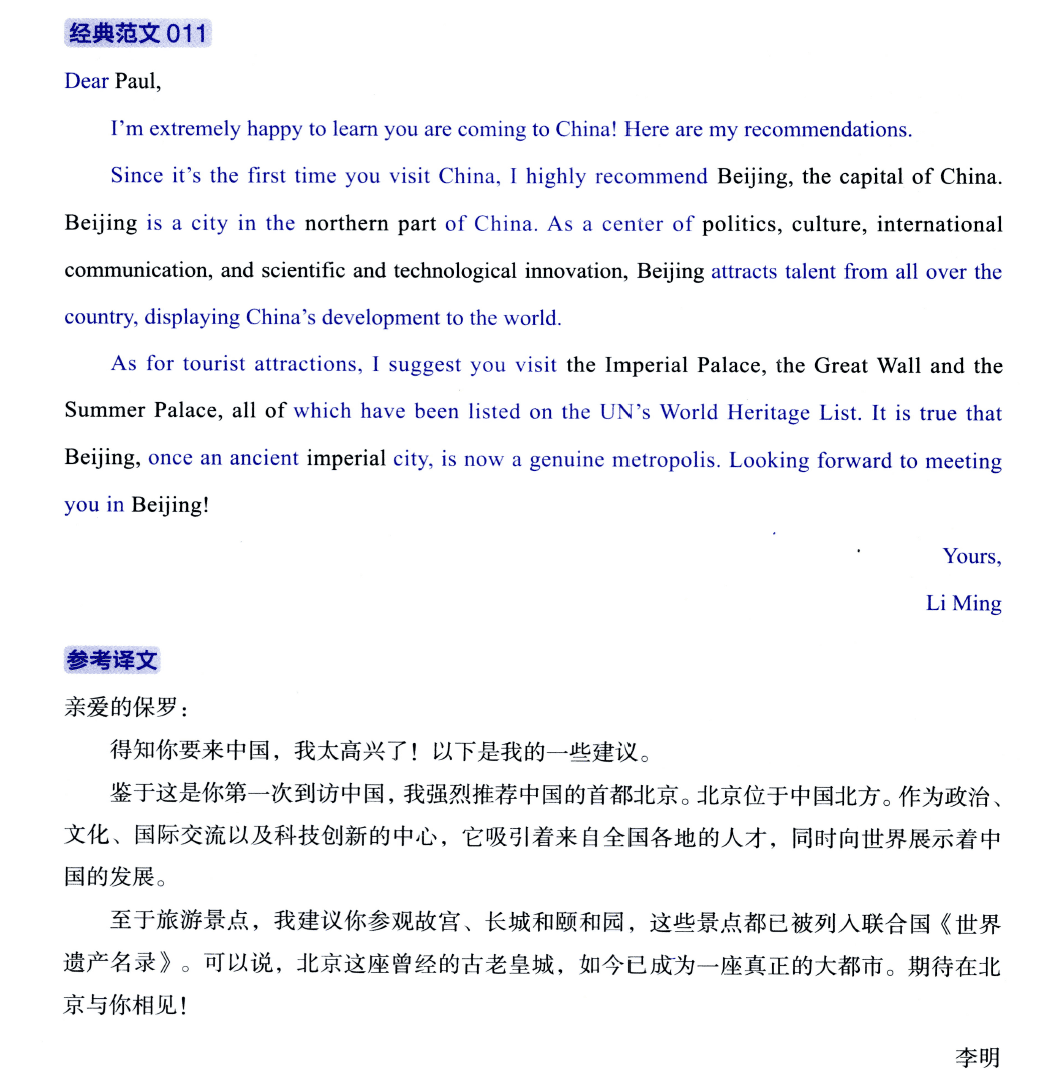 经典范文 011
Dear Paul,
I'm extremely happy to learn you are coming to China! Here are my recommendations.
Since it's the first time you visit China, I highly recommend Beijing, the capital of China.
Beijing is a city in the northern part of China. As a center of politics, culture, international
communication, and scientific and technological innovation, Beijing attracts talent from all over the
country, displaying China's development to the world.
As for tourist attractions, I suggest you visit the Imperial Palace, the Great Wall and the
Summer Palace, all of which have been listed on the UN's World Heritage List. It is true that
Beijing, once an ancient imperial city, is now a genuine metropolis. Looking forward to meeting
you in Beijing!
Yours,
Li Ming
参考译文
亲爱的保罗：
得知你要来中国，我太高兴了！以下是我的一些建议。
鉴于这是你第一次到访中国，我强烈推荐中国的首都北京。北京位于中国北方。作为政治、
文化、国际交流以及科技创新的中心，它吸引着来自全国各地的人才，同时向世界展示着中
国的发展。
至于旅游景点，我建议你参观故宫、长城和颐和园，这些景点都已被列入联合国《世界
遗产名录》。可以说，北京这座曾经的古老皇城，如今已成为一座真正的大都市。期待在北
京与你相见！
李明